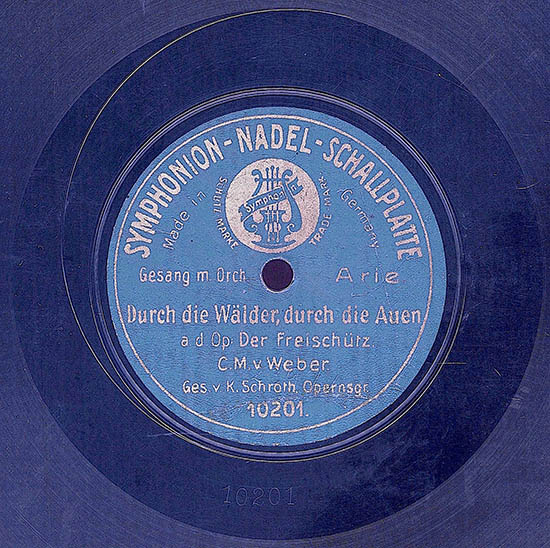 SYMPHONION-NADEL-SCHALLPLATTE
Made in Germany
SCHUTZ MARKE TRADE MARK
Symphonion
Gesang m. Orch. Arie
Durch die Wälder, durch die Auen
a d Op: Der Freischütz.
C. M. v Weber
Ges v K. Schroth, Opernsgr.
10201.
10201